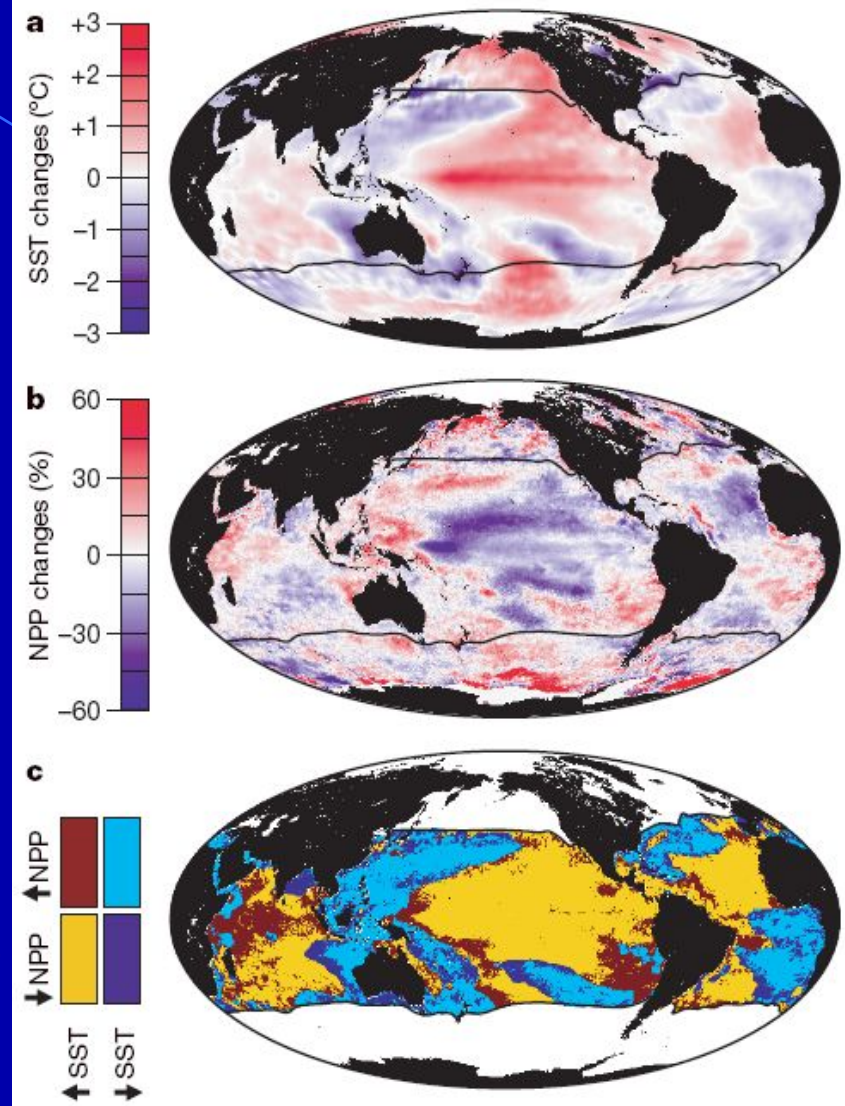 a
+3
+2
+1
0
−1
−2
−3
SST changes (°C)
b
60
30
0
−30
−60
NPP changes (%)
c
↑NPP
↓NPP
↑SST
↓SST